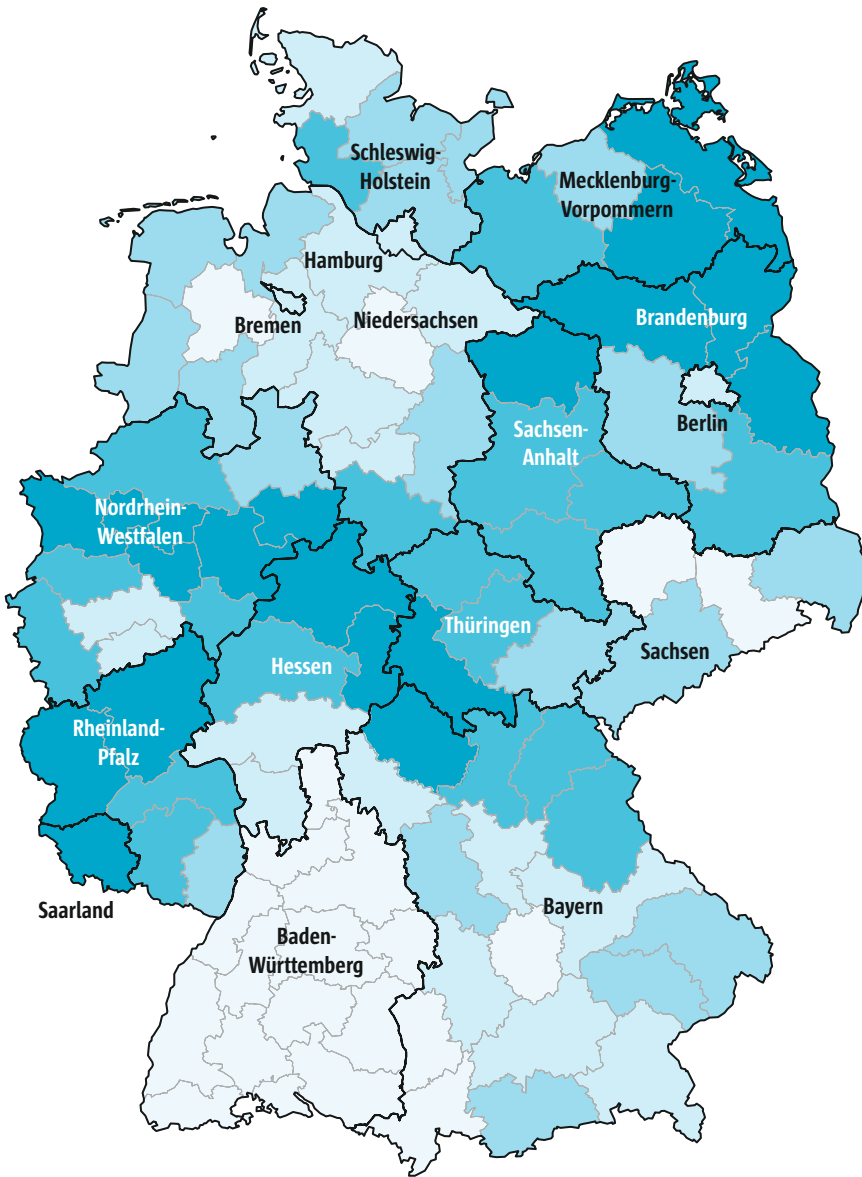 Schleswig-
Holstein
Mecklenburg-
Vorpommern
Hamburg
Bremen
Niedersachsen
Brandenburg
Berlin
Sachsen-
Anhalt
Nordrhein-
Westfalen
Thüringen
Sachsen
Hessen
Rheinland-
Pfalz
Saarland
Bayern
Baden-
Württemberg